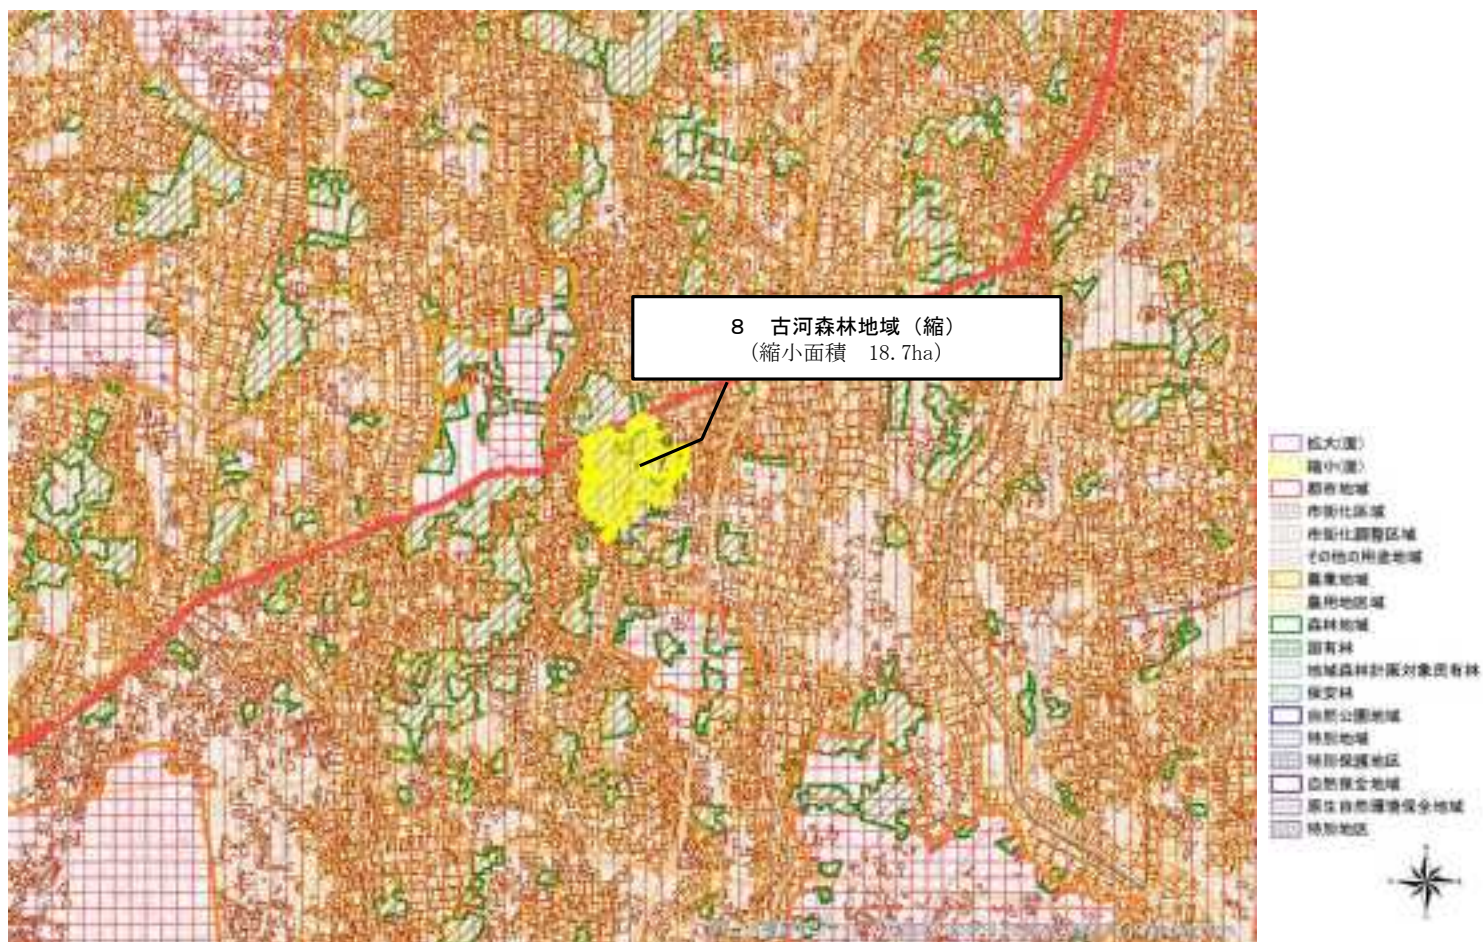 8 古河森林地域（縮）
（縮小面積 18.7ha）
拡大(面)
縮小(面)
都市地域
市街化区域
市街化調整区域
その他の用途地域
農業地域
農用地区域
森林地域
国有林
地域森林計画対象民有林
保安林
自然公園地域
特別地域
特別保護地区
自然保全地域
原生自然環境保全地域
特別地区